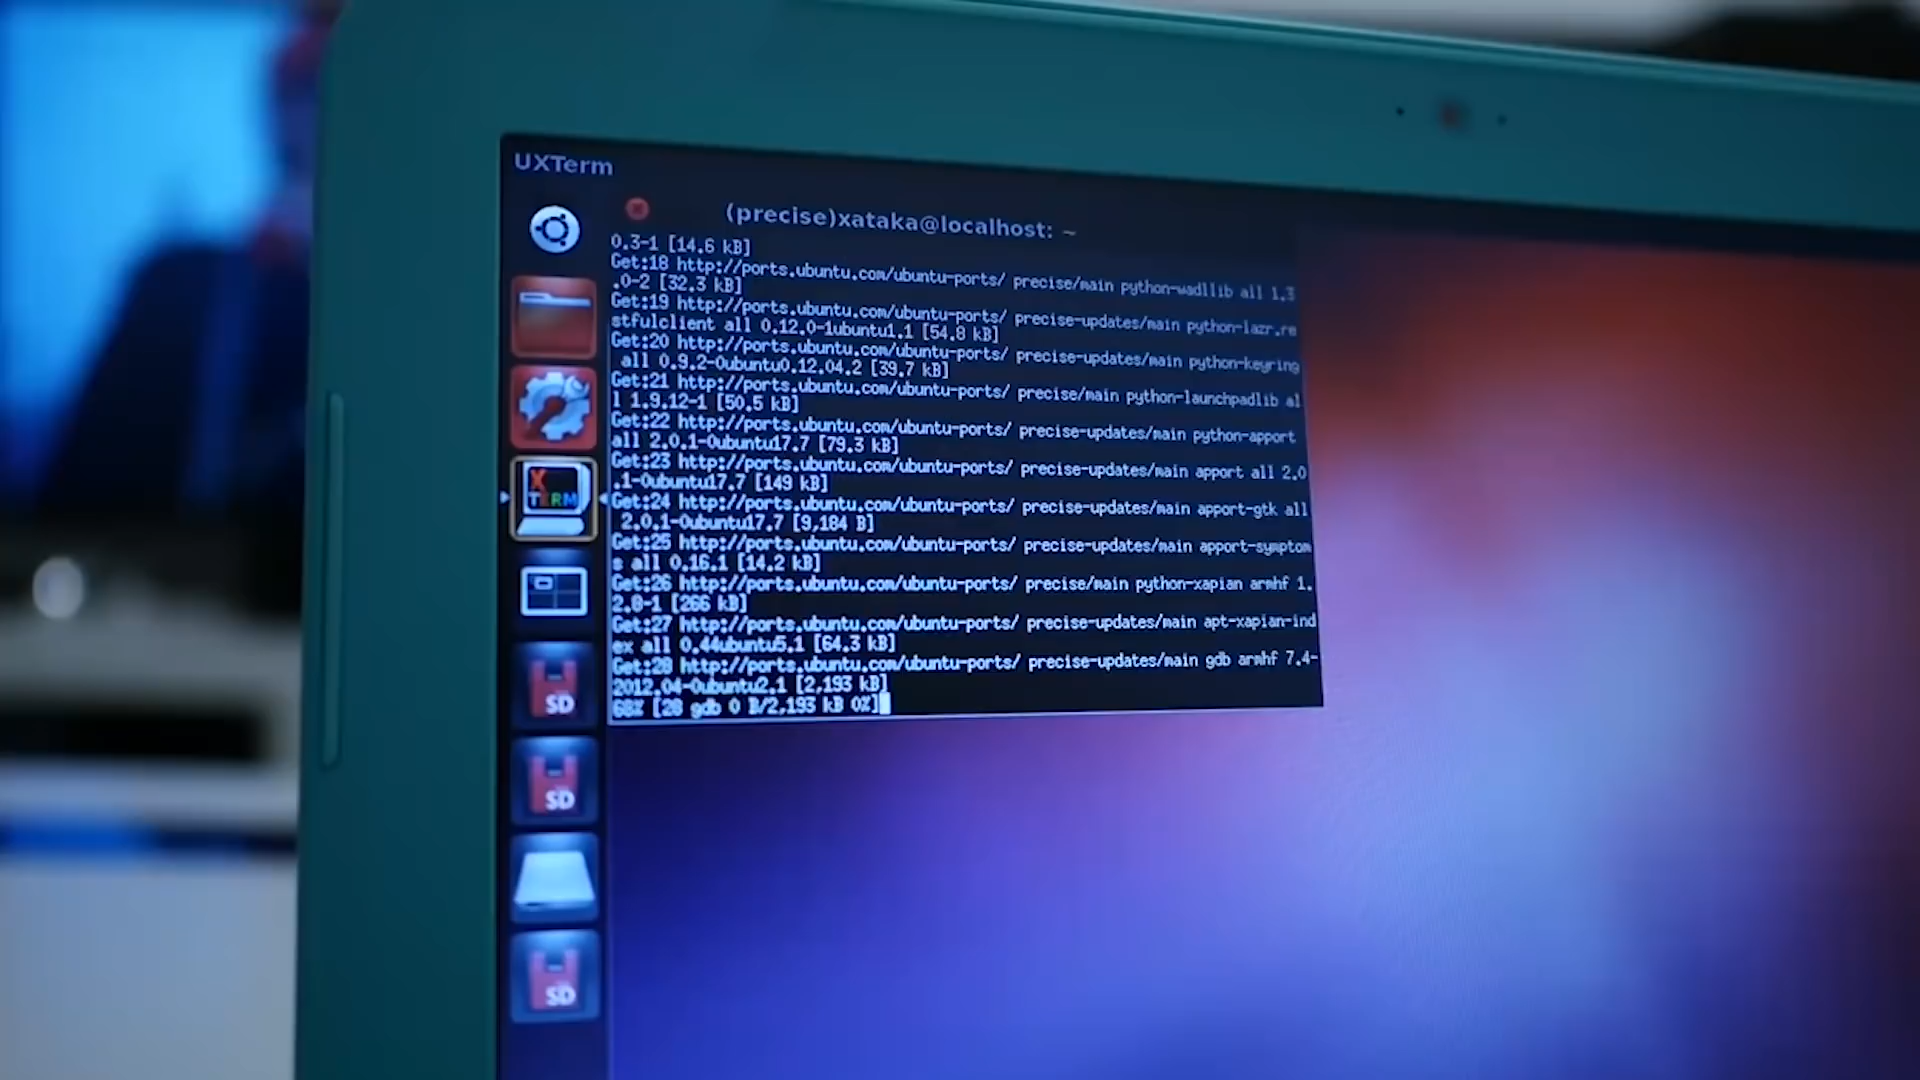 UXTerm
(precise)xataka@localhost: ~
0.3-1 [14.6 kB]
Get:18 http://ports.ubuntu.com/ubuntu-ports/ precise/main python-wadllib all 1.3
.0-2 [32.3 kB]
Get:19 http://ports.ubuntu.com/ubuntu-ports/ precise-updates/main python-lazr.re
stfulclient all 0.12.0-1ubuntu1.1 [54.8 kB]
Get:20 http://ports.ubuntu.com/ubuntu-ports/ precise-updates/main python-keyring
 all 0.9.2-0ubuntu0.12.04.2 [39.7 kB]
Get:21 http://ports.ubuntu.com/ubuntu-ports/ precise/main python-launchpadlib al
l 1.9.12-1 [50.5 kB]
Get:22 http://ports.ubuntu.com/ubuntu-ports/ precise-updates/main python-apport
all 2.0.1-0ubuntu17.7 [79.3 kB]
Get:23 http://ports.ubuntu.com/ubuntu-ports/ precise-updates/main apport all 2.0
.1-0ubuntu17.7 [149 kB]
Get:24 http://ports.ubuntu.com/ubuntu-ports/ precise-updates/main apport-gtk all
 2.0.1-0ubuntu17.7 [9,184 B]
Get:25 http://ports.ubuntu.com/ubuntu-ports/ precise-updates/main apport-symptom
s all 0.16.1 [14.2 kB]
Get:26 http://ports.ubuntu.com/ubuntu-ports/ precise/main python-xapian armhf 1.
2.8-1 [266 kB]
Get:27 http://ports.ubuntu.com/ubuntu-ports/ precise-updates/main apt-xapian-ind
ex all 0.44ubuntu5.1 [64.3 kB]
Get:28 http://ports.ubuntu.com/ubuntu-ports/ precise-updates/main gdb armhf 7.4-
2012.04-0ubuntu2.1 [2,193 kB]
68% [28 gdb 0 B/2,193 kB 0%]
X
TERM
SD
SD
SD